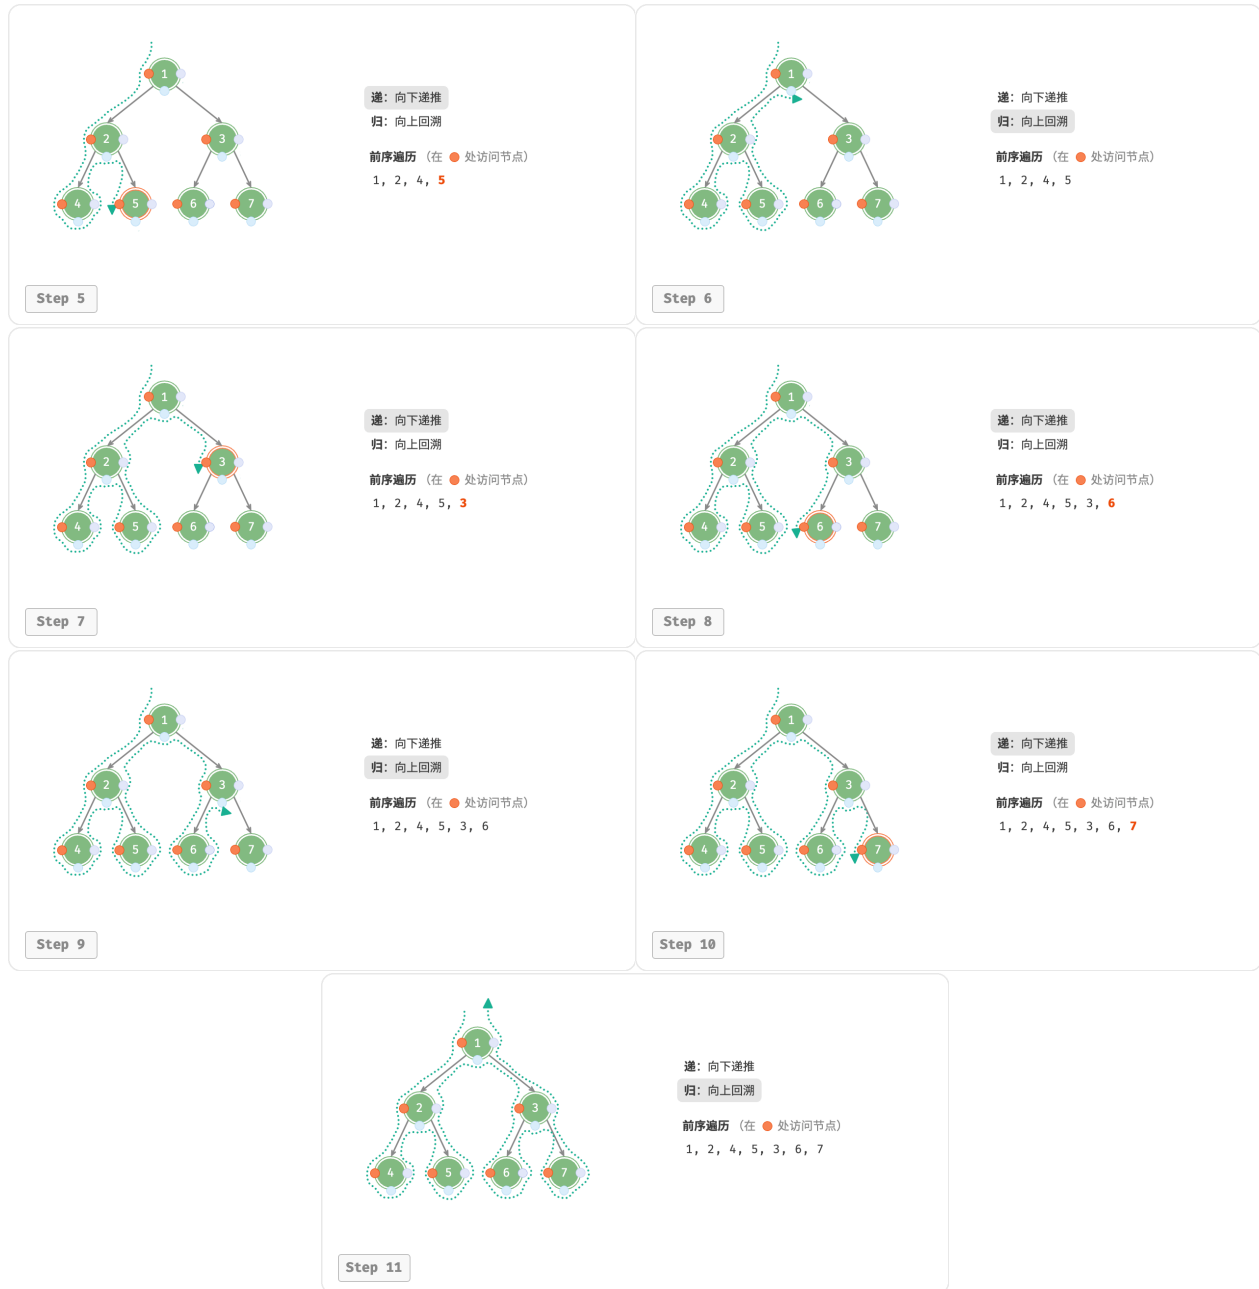 1
2
3
4
5
6
7
递：向下递推
归：向上回溯
前序遍历（在 处访问节点）
1, 2, 4, 5
Step 5
1
2
3
4
5
6
7
递：向下递推
归：向上回溯
前序遍历（在 处访问节点）
1, 2, 4, 5
Step 6
1
2
3
4
5
6
7
递：向下递推
归：向上回溯
前序遍历（在 处访问节点）
1, 2, 4, 5, 3
Step 7
1
2
3
4
5
6
7
递：向下递推
归：向上回溯
前序遍历（在 处访问节点）
1, 2, 4, 5, 3, 6
Step 8
1
2
3
4
5
6
7
递：向下递推
归：向上回溯
前序遍历（在 处访问节点）
1, 2, 4, 5, 3, 6
Step 9
1
2
3
4
5
6
7
递：向下递推
归：向上回溯
前序遍历（在 处访问节点）
1, 2, 4, 5, 3, 6, 7
Step 10
1
2
3
4
5
6
7
递：向下递推
归：向上回溯
前序遍历（在 处访问节点）
1, 2, 4, 5, 3, 6, 7
Step 11